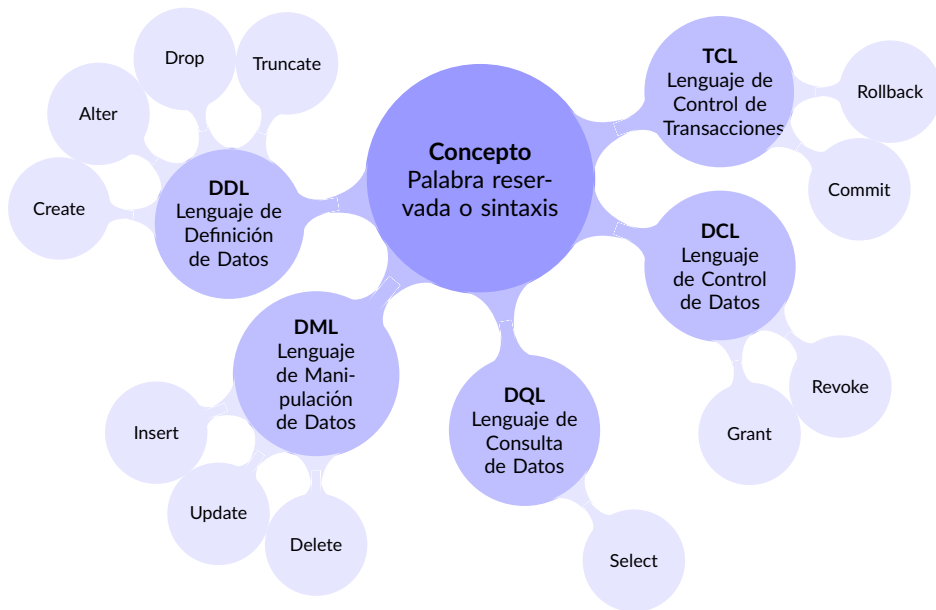 Concepto
Palabra reser-
vada o sintaxis
DDL
Lenguaje de
Definición
de Datos
Create
Alter
Drop
Truncate
DML
Lenguaje
de Mani-
pulación
de Datos
Insert
Update
Delete
DQL
Lenguaje de
Consulta
de Datos
Select
DCL
Lenguaje
de Control
de Datos
Grant
Revoke
TCL
Lenguaje de
Control de
Transacciones
Commit
Rollback